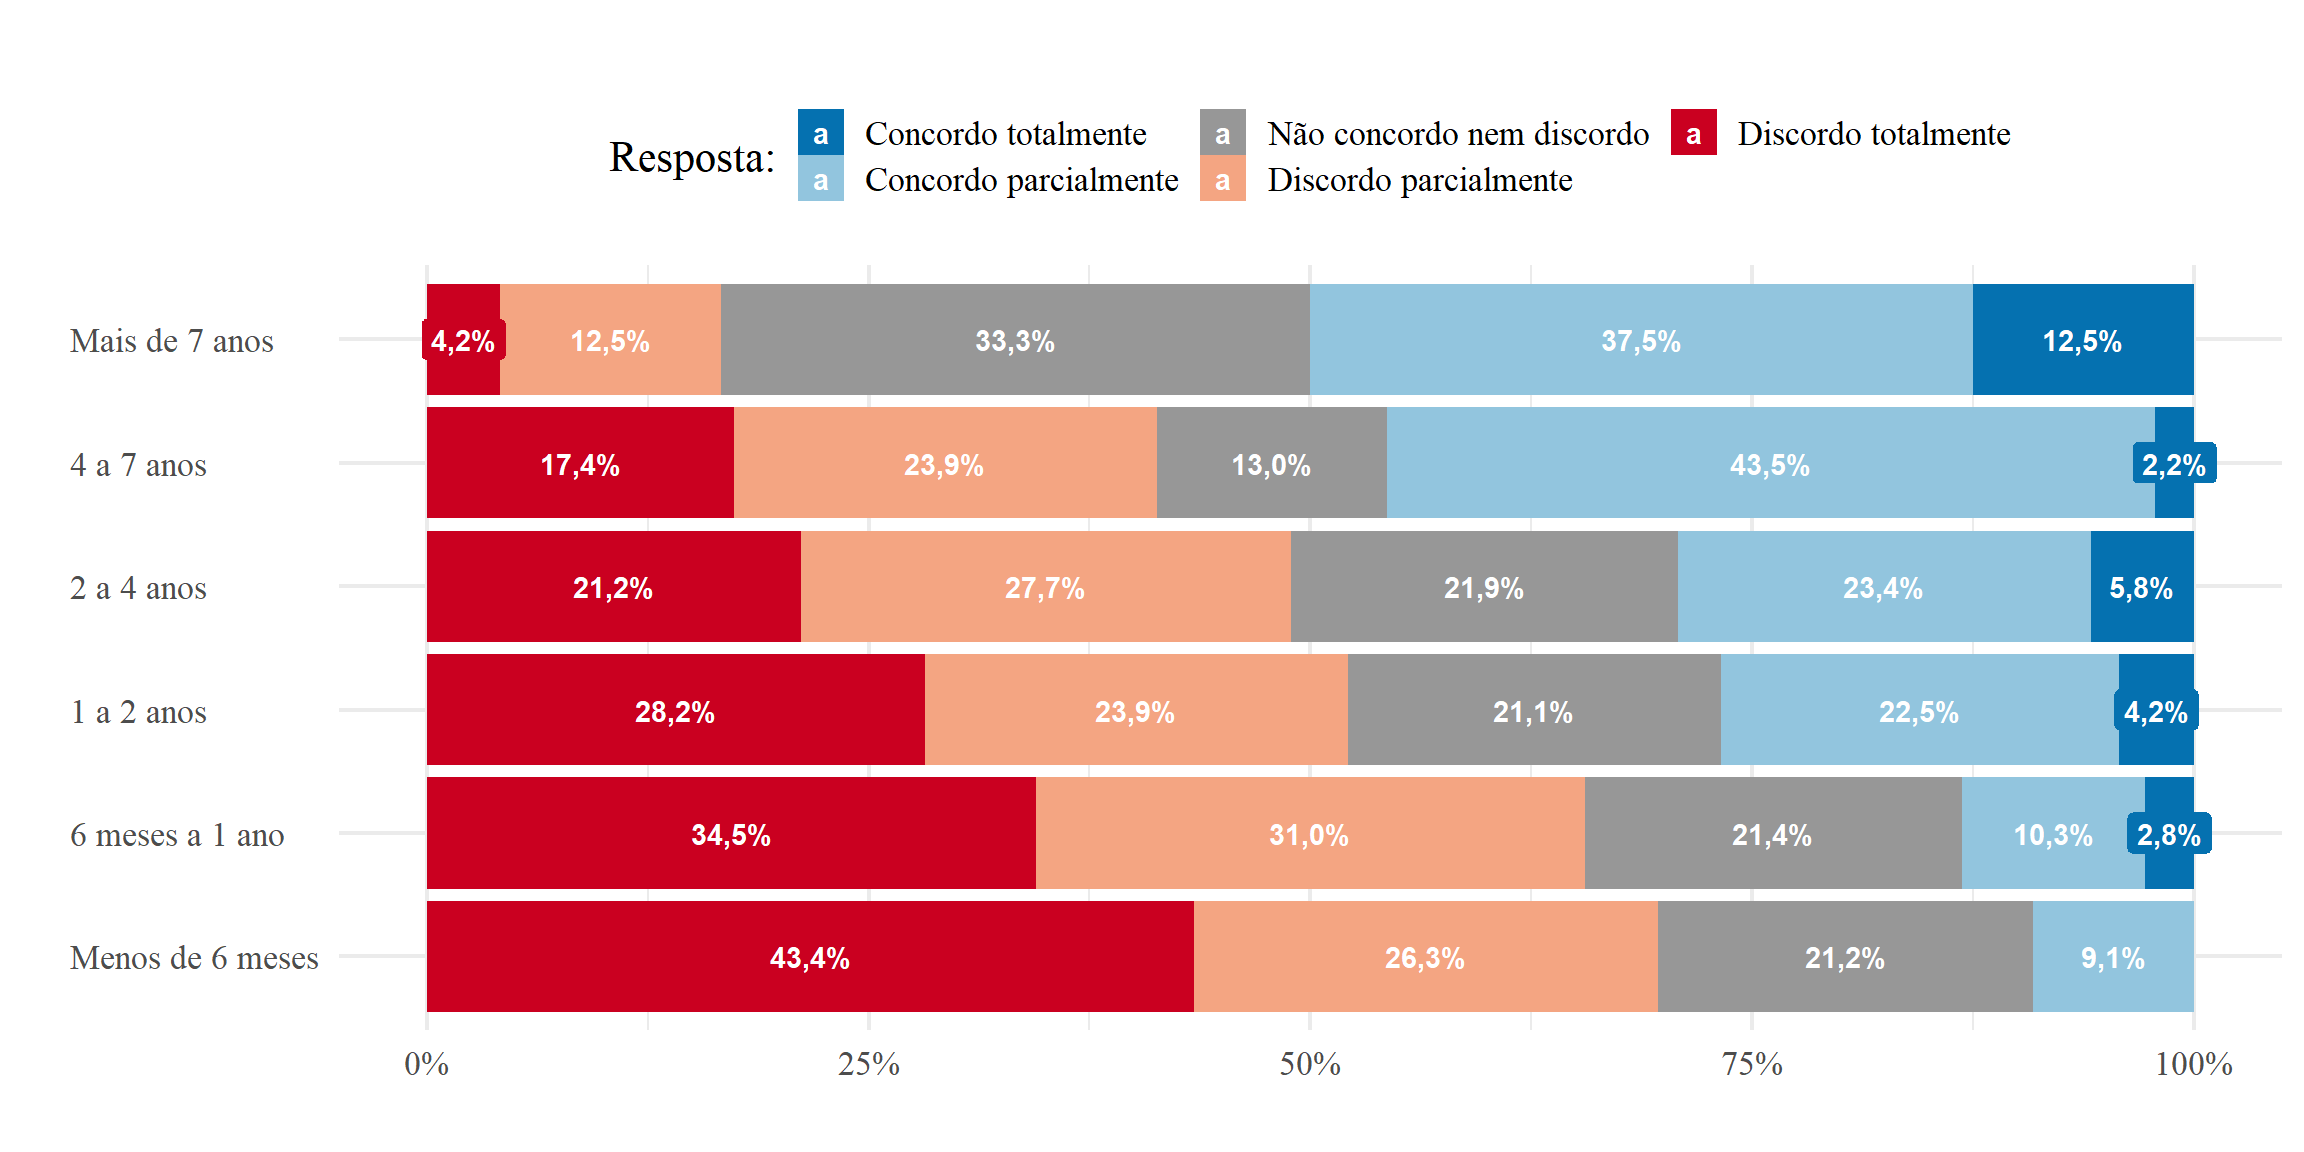 Resposta:
a Concordo totalmente
a Concordo parcialmente
a Não concordo nem discordo
a Discordo parcialmente
a Discordo totalmente
Mais de 7 anos 4,2% 12,5% 33,3% 37,5% 12,5%
4 a 7 anos 17,4% 23,9% 13,0% 43,5% 2,2%
2 a 4 anos 21,2% 27,7% 21,9% 23,4% 5,8%
1 a 2 anos 28,2% 23,9% 21,1% 22,5% 4,2%
6 meses a 1 ano 34,5% 31,0% 21,4% 10,3% 2,8%
Menos de 6 meses 43,4% 26,3% 21,2% 9,1%
0% 25% 50% 75% 100%